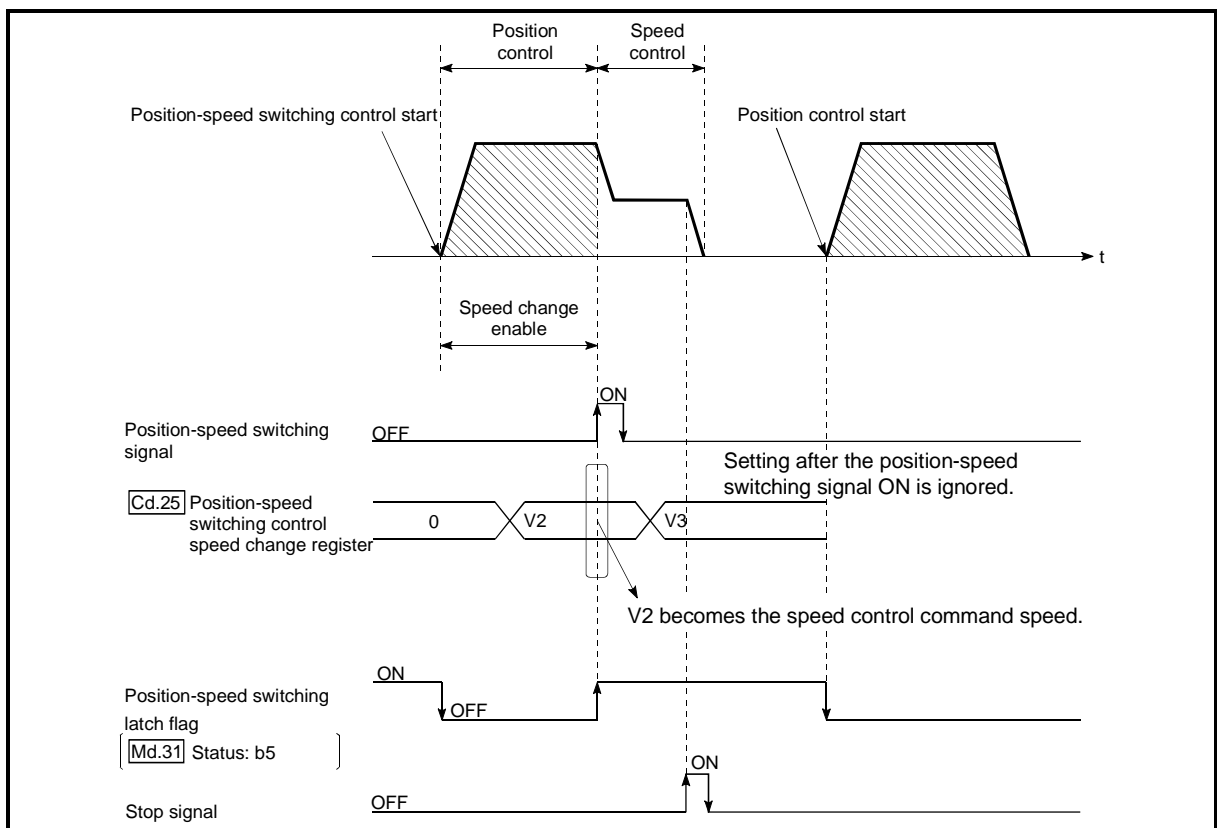 Position
control
Speed
control
Position-speed switching control start
Position control start
t
Speed change
enable
ON
Position-speed switching
signal
OFF
Setting after the position-speed
switching signal ON is ignored.
Cd.25 Position-speed
switching control
speed change register
0
V2
V3
V2 becomes the speed control command speed.
ON
Position-speed switching
latch flag
OFF
Md.31 Status: b5
ON
Stop signal
OFF